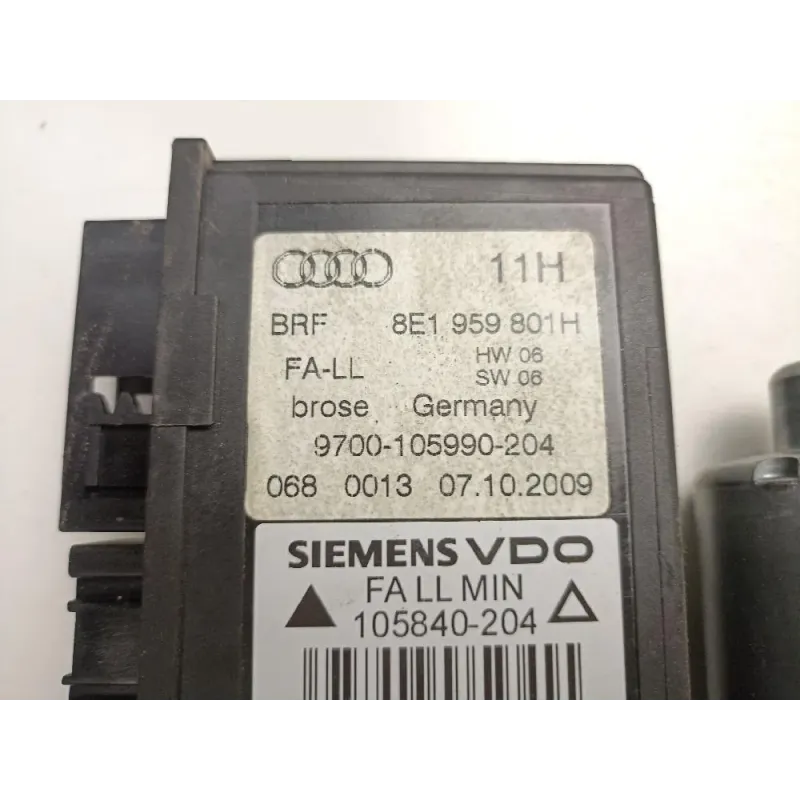 11H
BRF 8E1 959 801H
HW 06
FA-LL
SW 06
brose Germany
9700-105990-204
068 0013 07.10.2009
SIEMENS VDO
FA LL MIN
105840-204